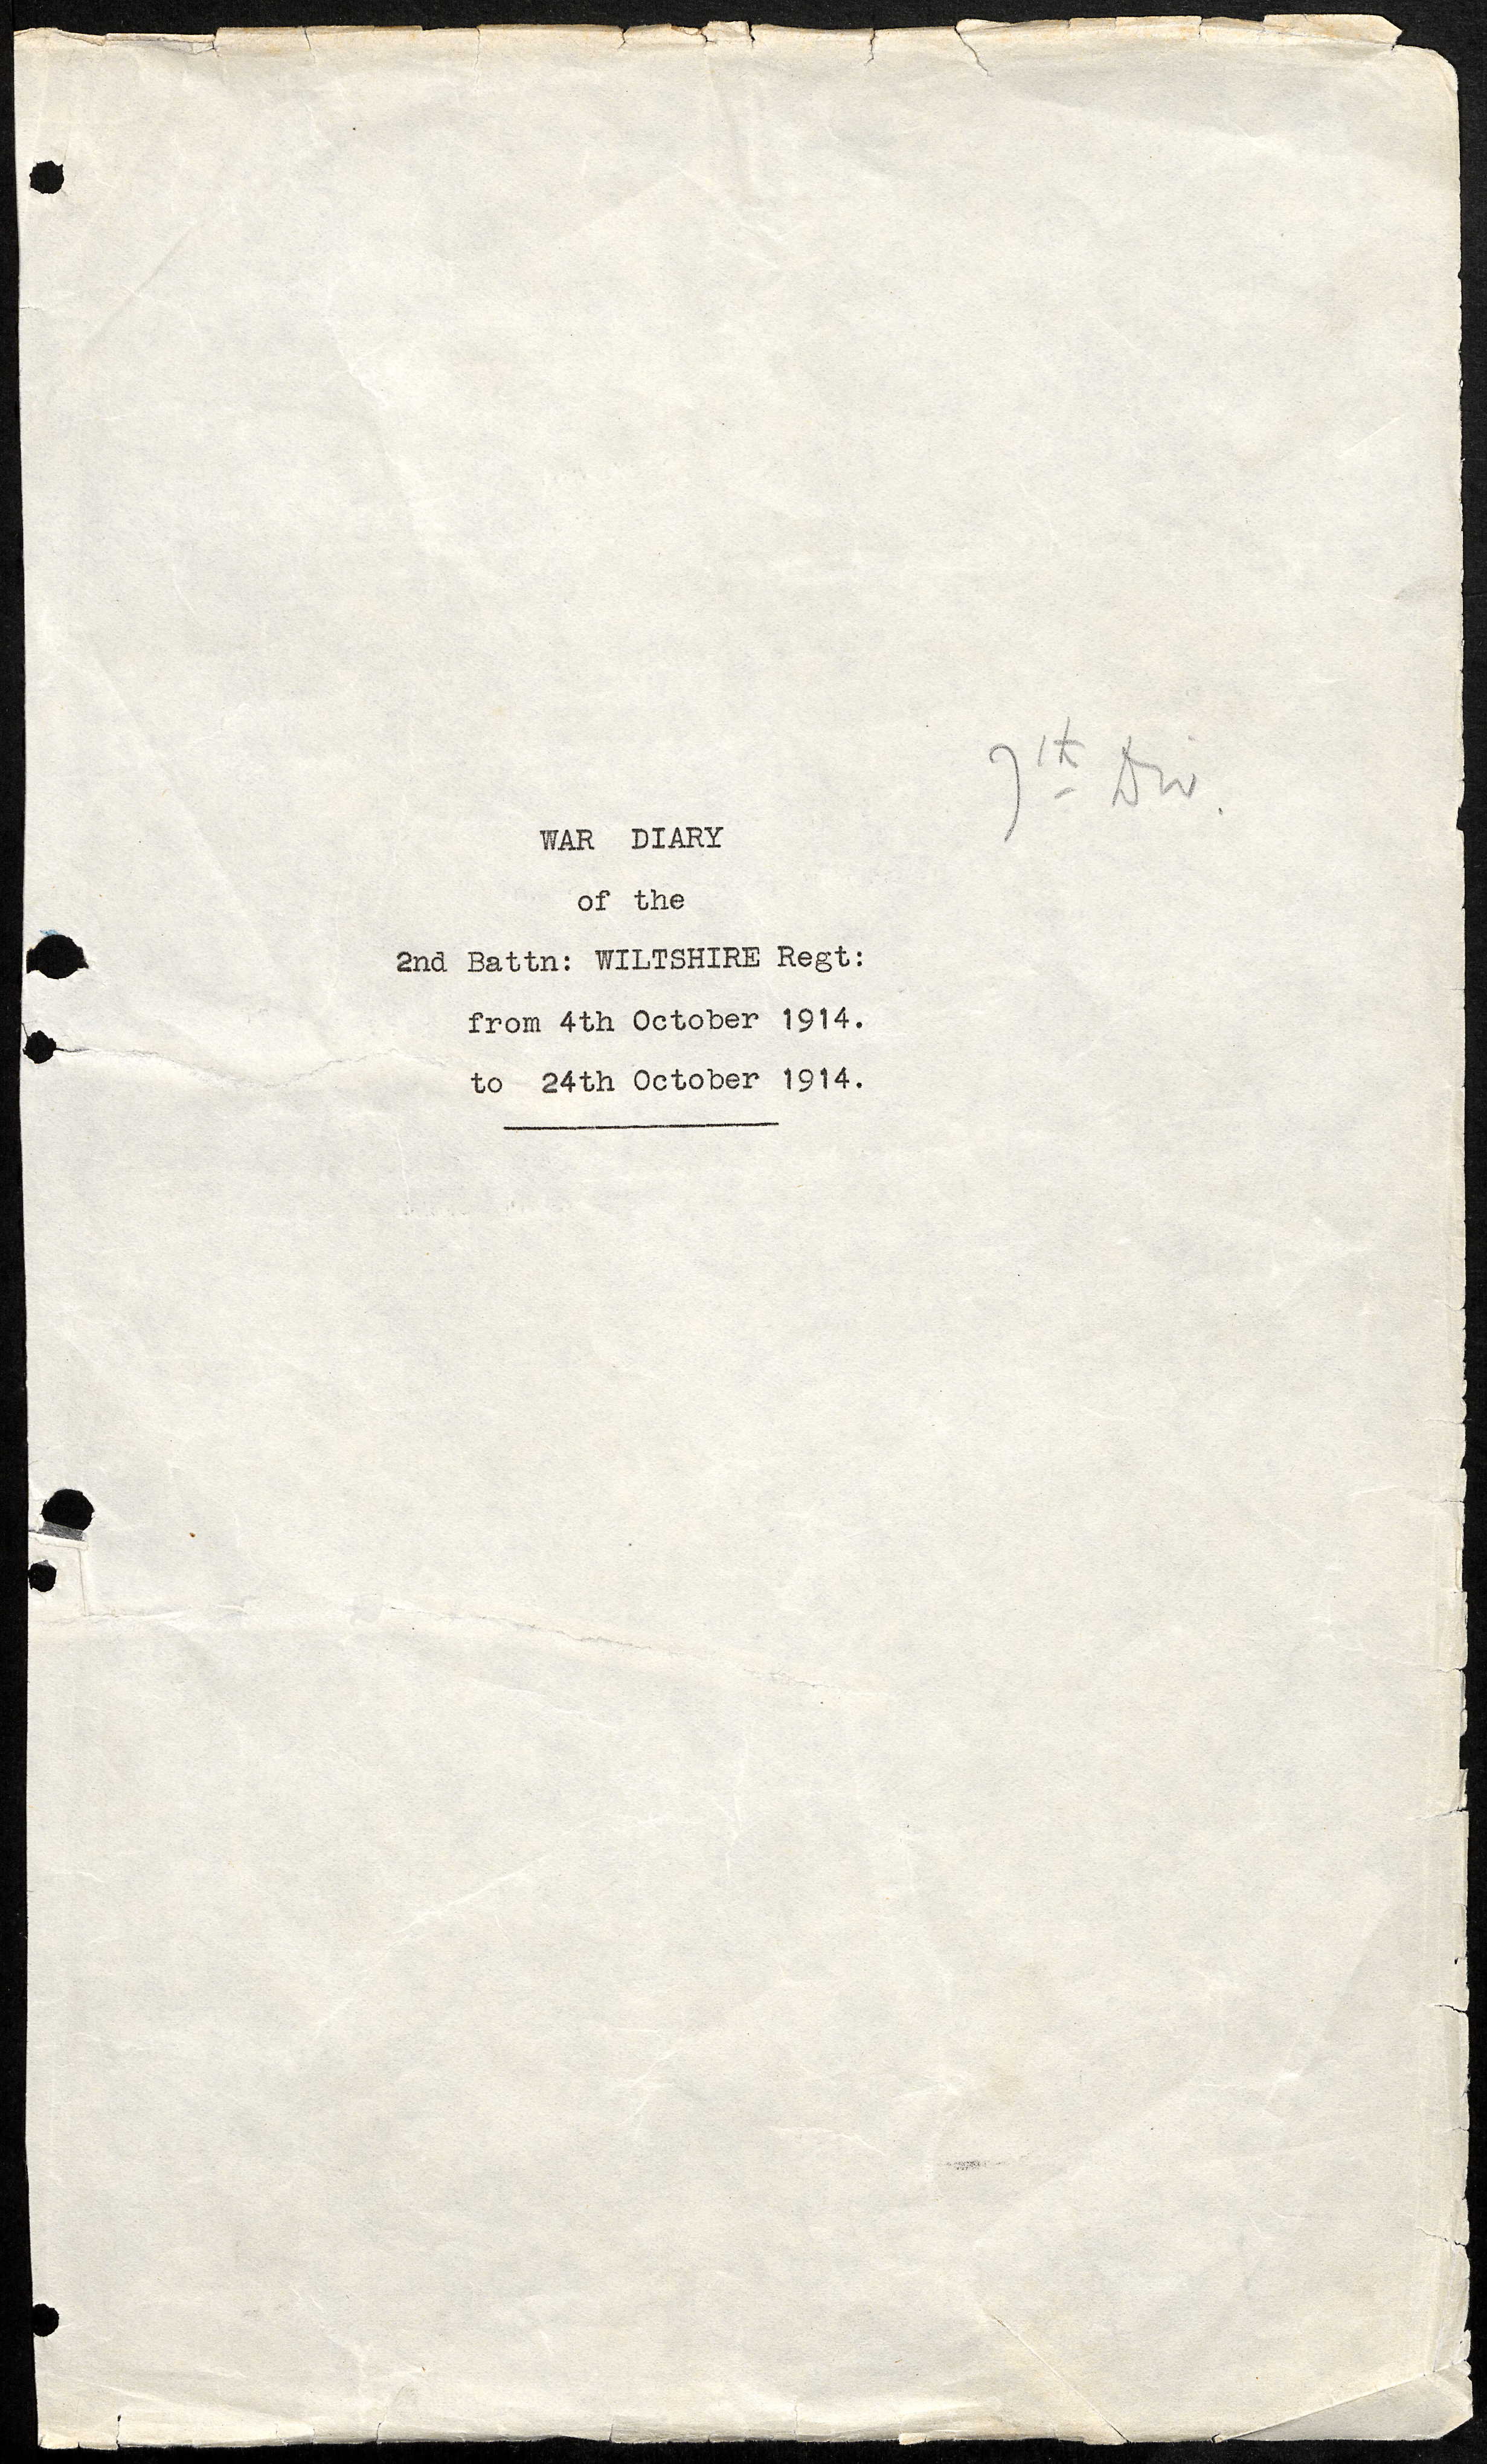 7th Div.
WAR DIARY
of the
2nd Battn: WILTSHIRE Regt:
from 4th October 1914.
to 24th October 1914.